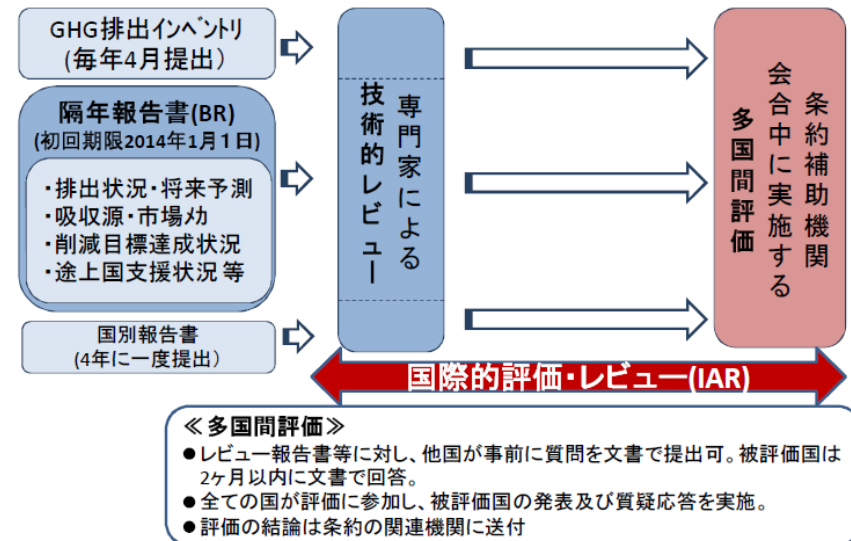 GHG排出インベントリ
(毎年4月提出)
隔年報告書(BR)
(初回期限2014年1月1日)
・排出状況・将来予測
・吸収源・市場メカ
・削減目標達成状況
・途上国支援状況 等
国別報告書
(4年に一度提出)
専門家による
技術的レビュー
条約補助機関
会合中に実施する
多国間評価
国際的評価・レビュー(IAR)
≪多国間評価≫
●レビュー報告書等に対し、他国が事前に質問を文書で提出可。被評価国は
2ヶ月以内に文書で回答。
●全ての国が評価に参加し、被評価国の発表及び質疑応答を実施。
●評価の結論は条約の関連機関に送付